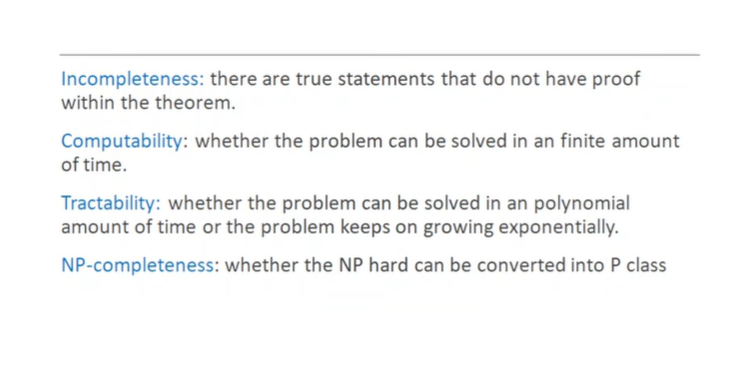 Incompleteness: there are true statements that do not have proof
within the theorem.
Computability: whether the problem can be solved in an finite amount
of time.
Tractability: whether the problem can be solved in an polynomial
amount of time or the problem keeps on growing exponentially.
NP-completeness: whether the NP hard can be converted into P class